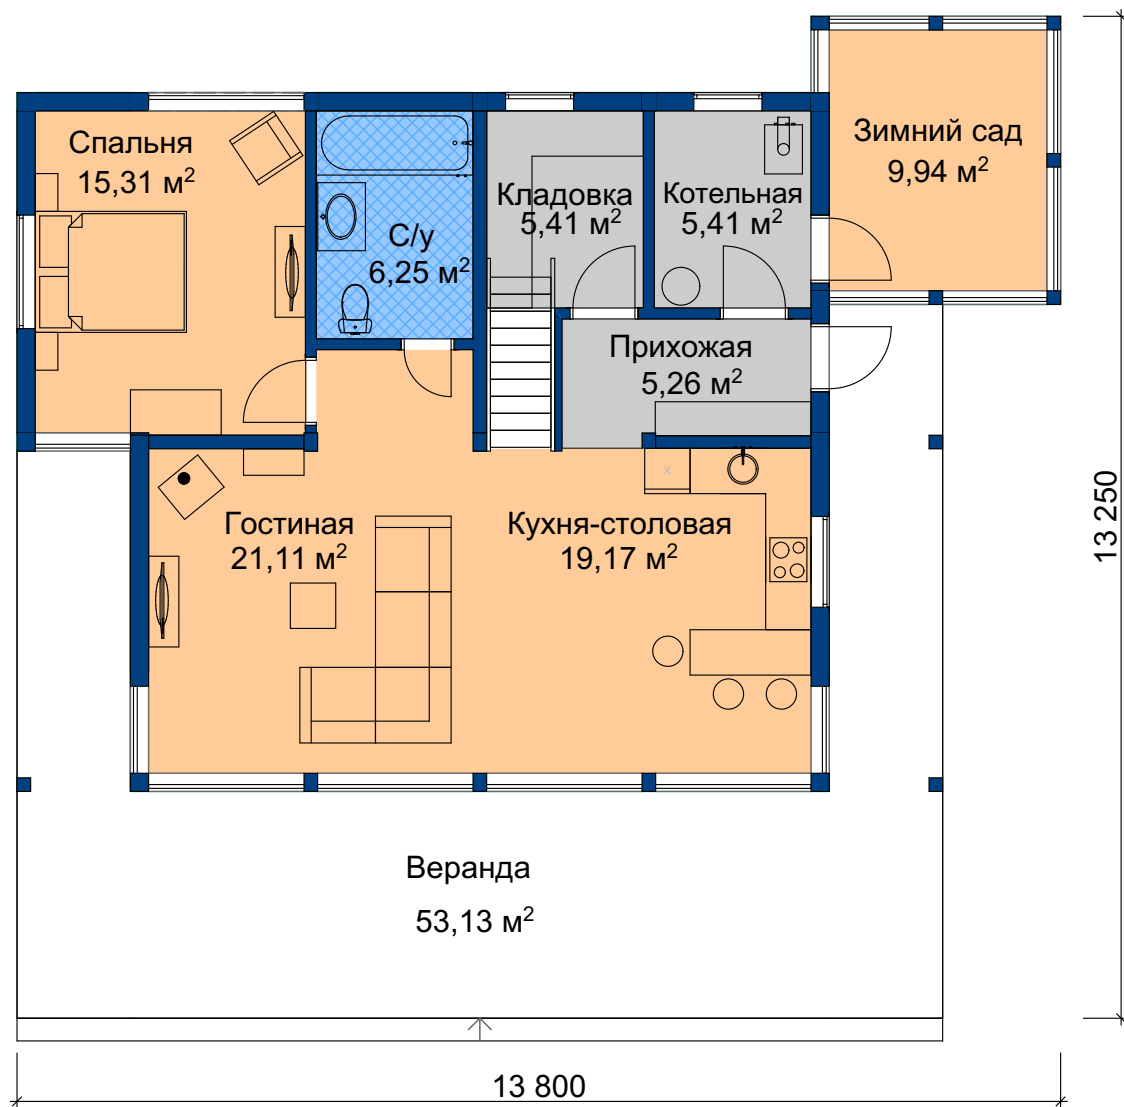 Спальня
15,31 м²
С/у
6,25 м²
Кладовка
5,41 м²
Котельная
5,41 м²
Зимний сад
9,94 м²
Прихожая
5,26 м²
Гостиная
21,11 м²
x
Кухня-столовая
19,17 м²
Веранда
53,13 м²
13 250
13 800